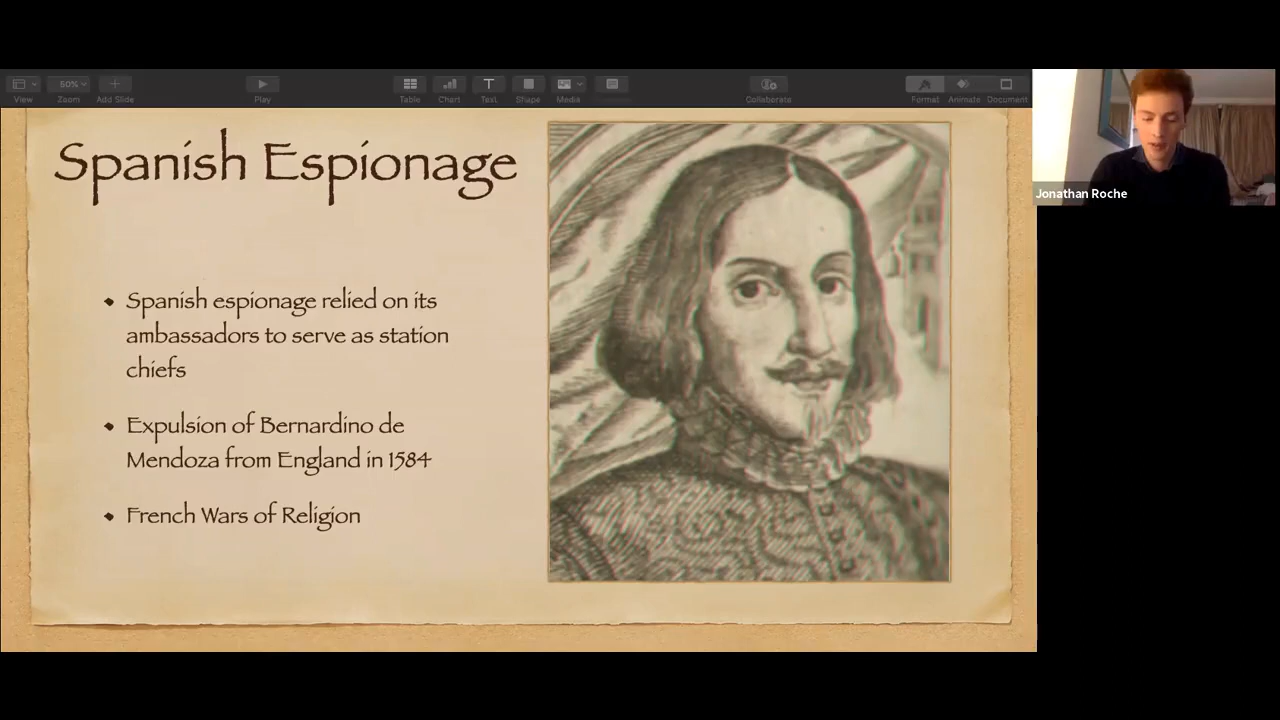 50%
View
Zoom
Add Slide
Play
Table
Chart
Text
Shape
Media
Collaborate
Format
Animate
Document
Jonathan Roche
Spanish Espionage
Spanish espionage relied on its
ambassadors to serve as station
chiefs
Expulsion of Bernardino de
Mendoza from England in 1584
French Wars of Religion